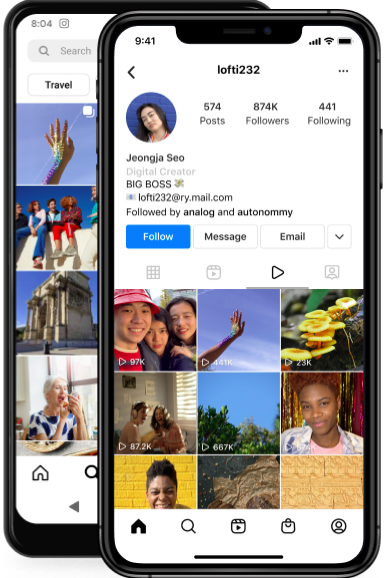 8:04
Search
Travel
9:41
lofti232
574 874K 441
Posts Followers Following
Jeongja Seo
Digital Creator
BIG BOSS 💸
📧 lofti232@ry.mail.com
Followed by analog and autonommy
Follow Message Email
97K 441K 23K
87.2K 667K